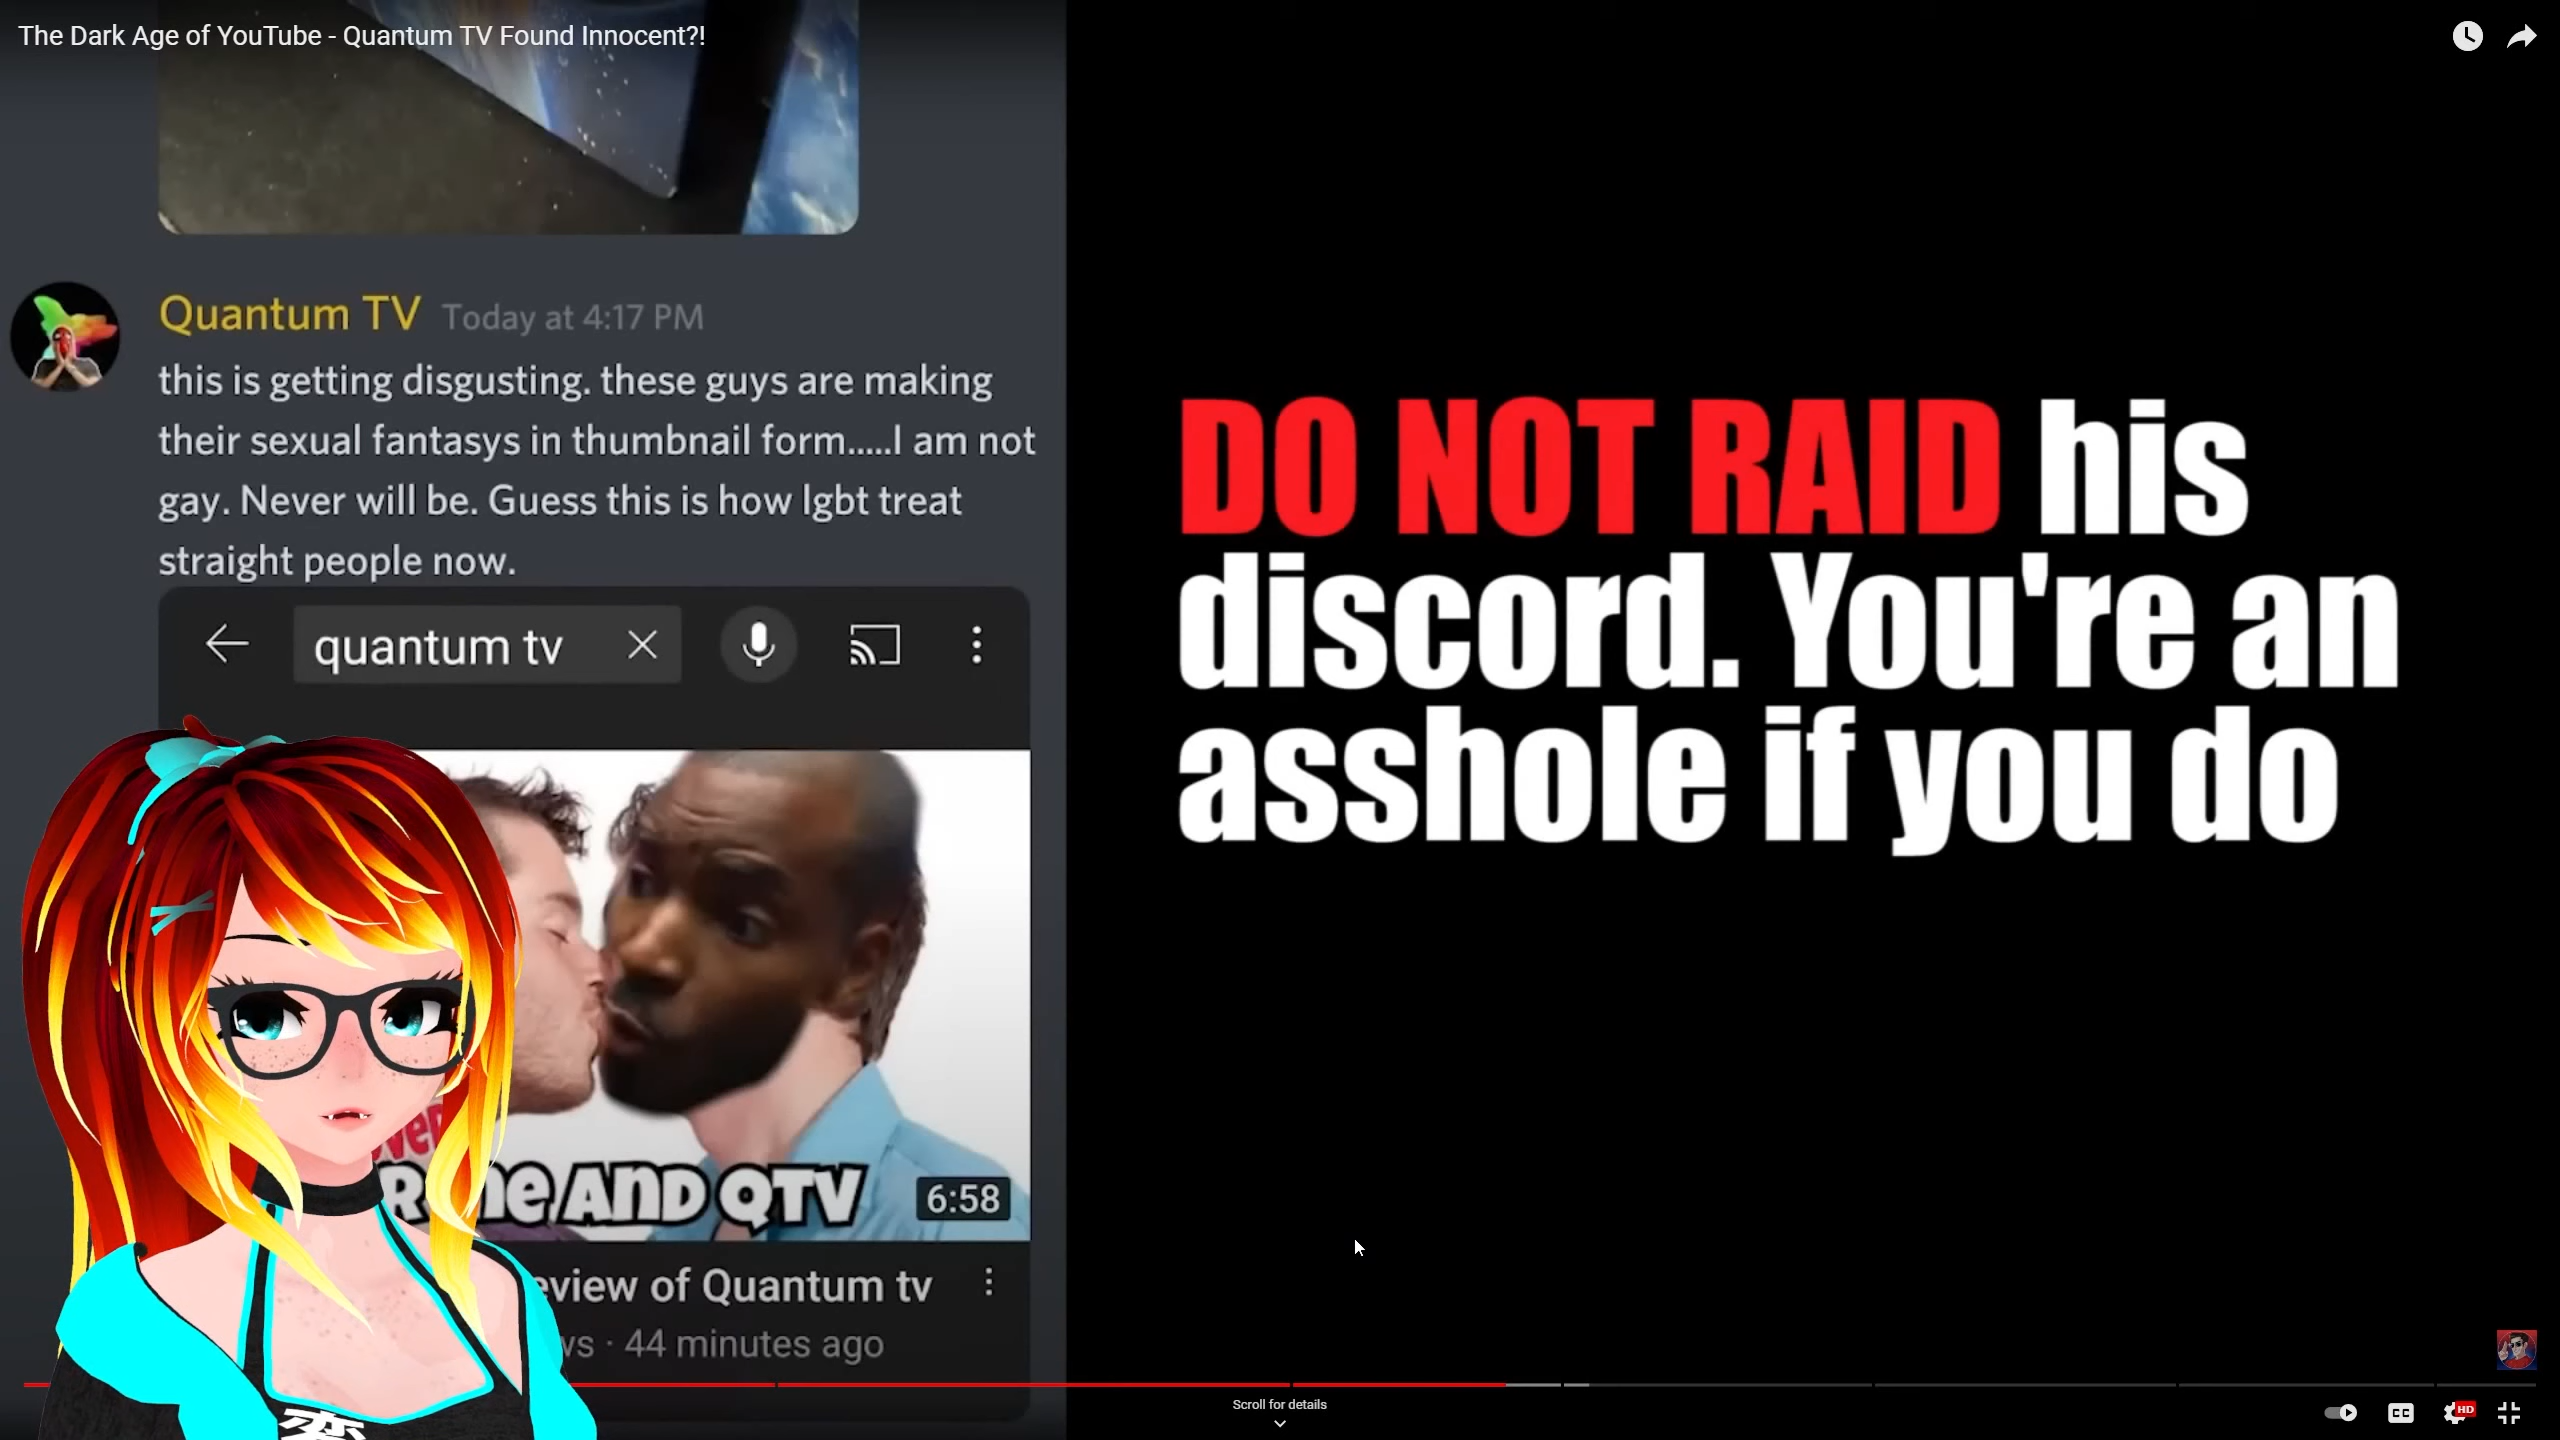 The Dark Age of YouTube - Quantum TV Found Innocent?!
Quantum TV Today at 4:17 PM
this is getting disgusting. these guys are making
their sexual fantasys in thumbnail form.....I am not
gay. Never will be. Guess this is how lgbt treat
straight people now.
quantum tv
AND QTV
6:58
of Quantum tv
44 minutes ago
DO NOT RAID his
discord. You're an
asshole if you do
変
Scroll for details
CC
HD